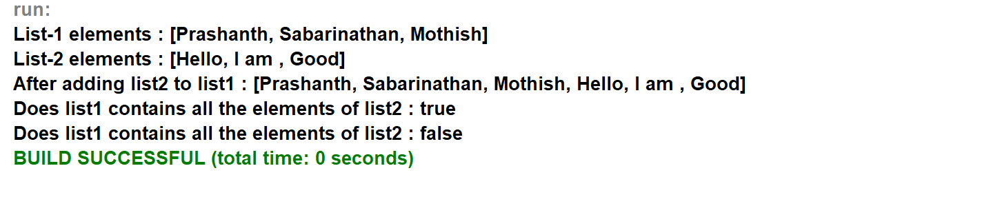 run:
List-1 elements : [Prashanth, Sabarinathan, Mothish]
List-2 elements : [Hello, I am , Good]
After adding list2 to list1 : [Prashanth, Sabarinathan, Mothish, Hello, I am , Good]
Does list1 contains all the elements of list2 : true
Does list1 contains all the elements of list2 : false
BUILD SUCCESSFUL (total time: 0 seconds)